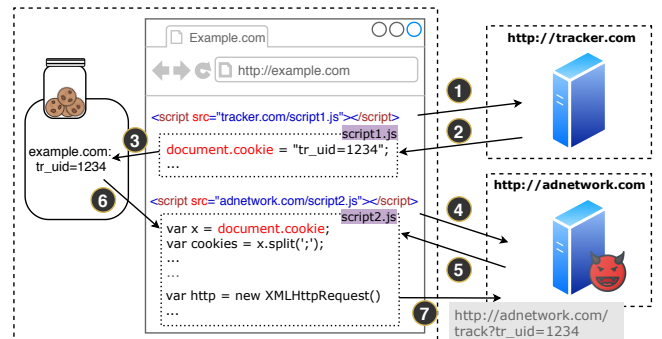 Example.com
http://example.com
http://tracker.com
<script src="tracker.com/script1.js"></script>
1
script1.js
2
3
document.cookie = "tr_uid=1234";
...
example.com:
tr_uid=1234
6
<script src="adnetwork.com/script2.js"></script>
http://adnetwork.com
4
script2.js
var x = document.cookie;
var cookies = x.split(';');
...
...
5
var http = new XMLHttpRequest()
...
7
http://adnetwork.com/
track?tr_uid=1234